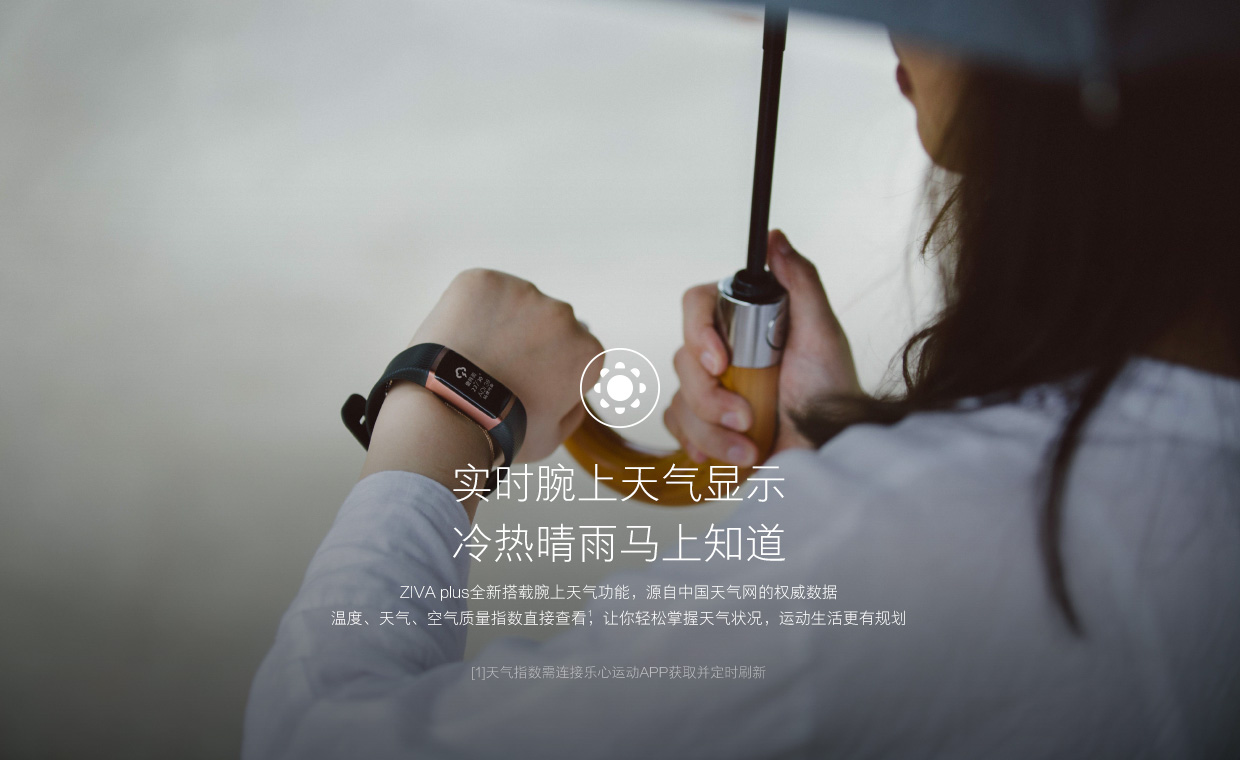 实时腕上天气显示
冷热晴雨马上知道
ZIVA plus全新搭载腕上天气功能，源自中国天气网的权威数据
温度、天气、空气质量指数直接查看¹，让你轻松掌握天气状况，运动生活更有规划
[1]天气指数需连接乐心运动APP获取并定时刷新